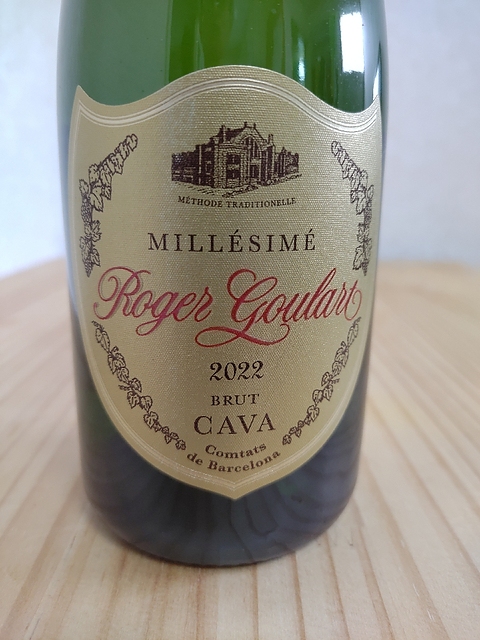 MÉTHODE TRADITIONELLE
MILLÉSIMÉ
Roger Goulart
2022
BRUT
CAVA
Comtats
de Barcelona